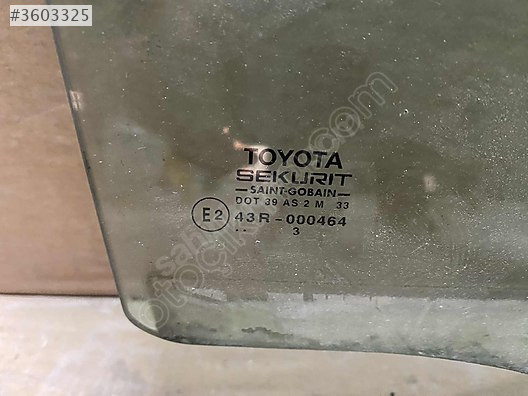 #3603325
TOYOTA
SEKURIT
SAINT-GOBAIN
DOT 39 AS 2 M 33
E2 43R-000464
.. 3